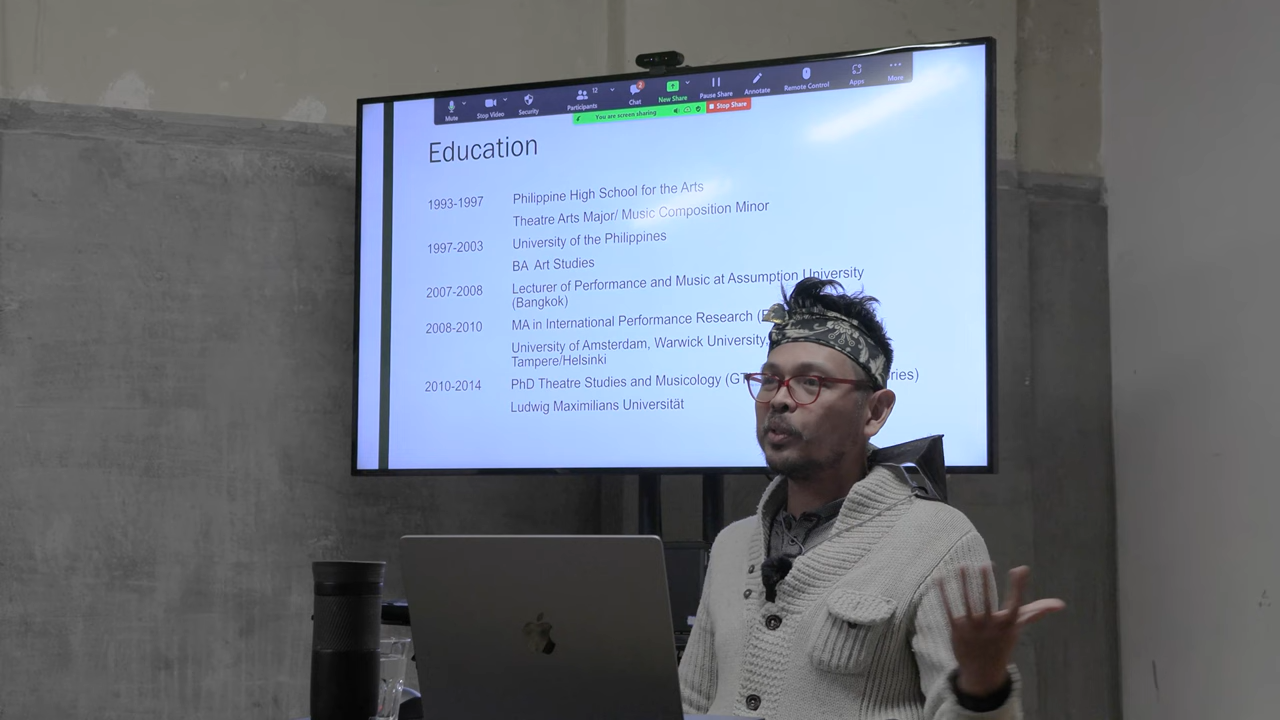 Mute
Stop Video
Security
Participants
12
Chat
2
New Share
Pause Share
Annotate
Remote Control
Apps
More
You are screen sharing
Stop Share
Education
1993-1997 Philippine High School for the Arts
Theatre Arts Major/ Music Composition Minor
1997-2003 University of the Philippines
BA Art Studies
2007-2008 Lecturer of Performance and Music at Assumption University
(Bangkok)
2008-2010 MA in International Performance Research (
University of Amsterdam, Warwick University,
Tampere/Helsinki
2010-2014 PhD Theatre Studies and Musicology (
Ludwig Maximilians Universität